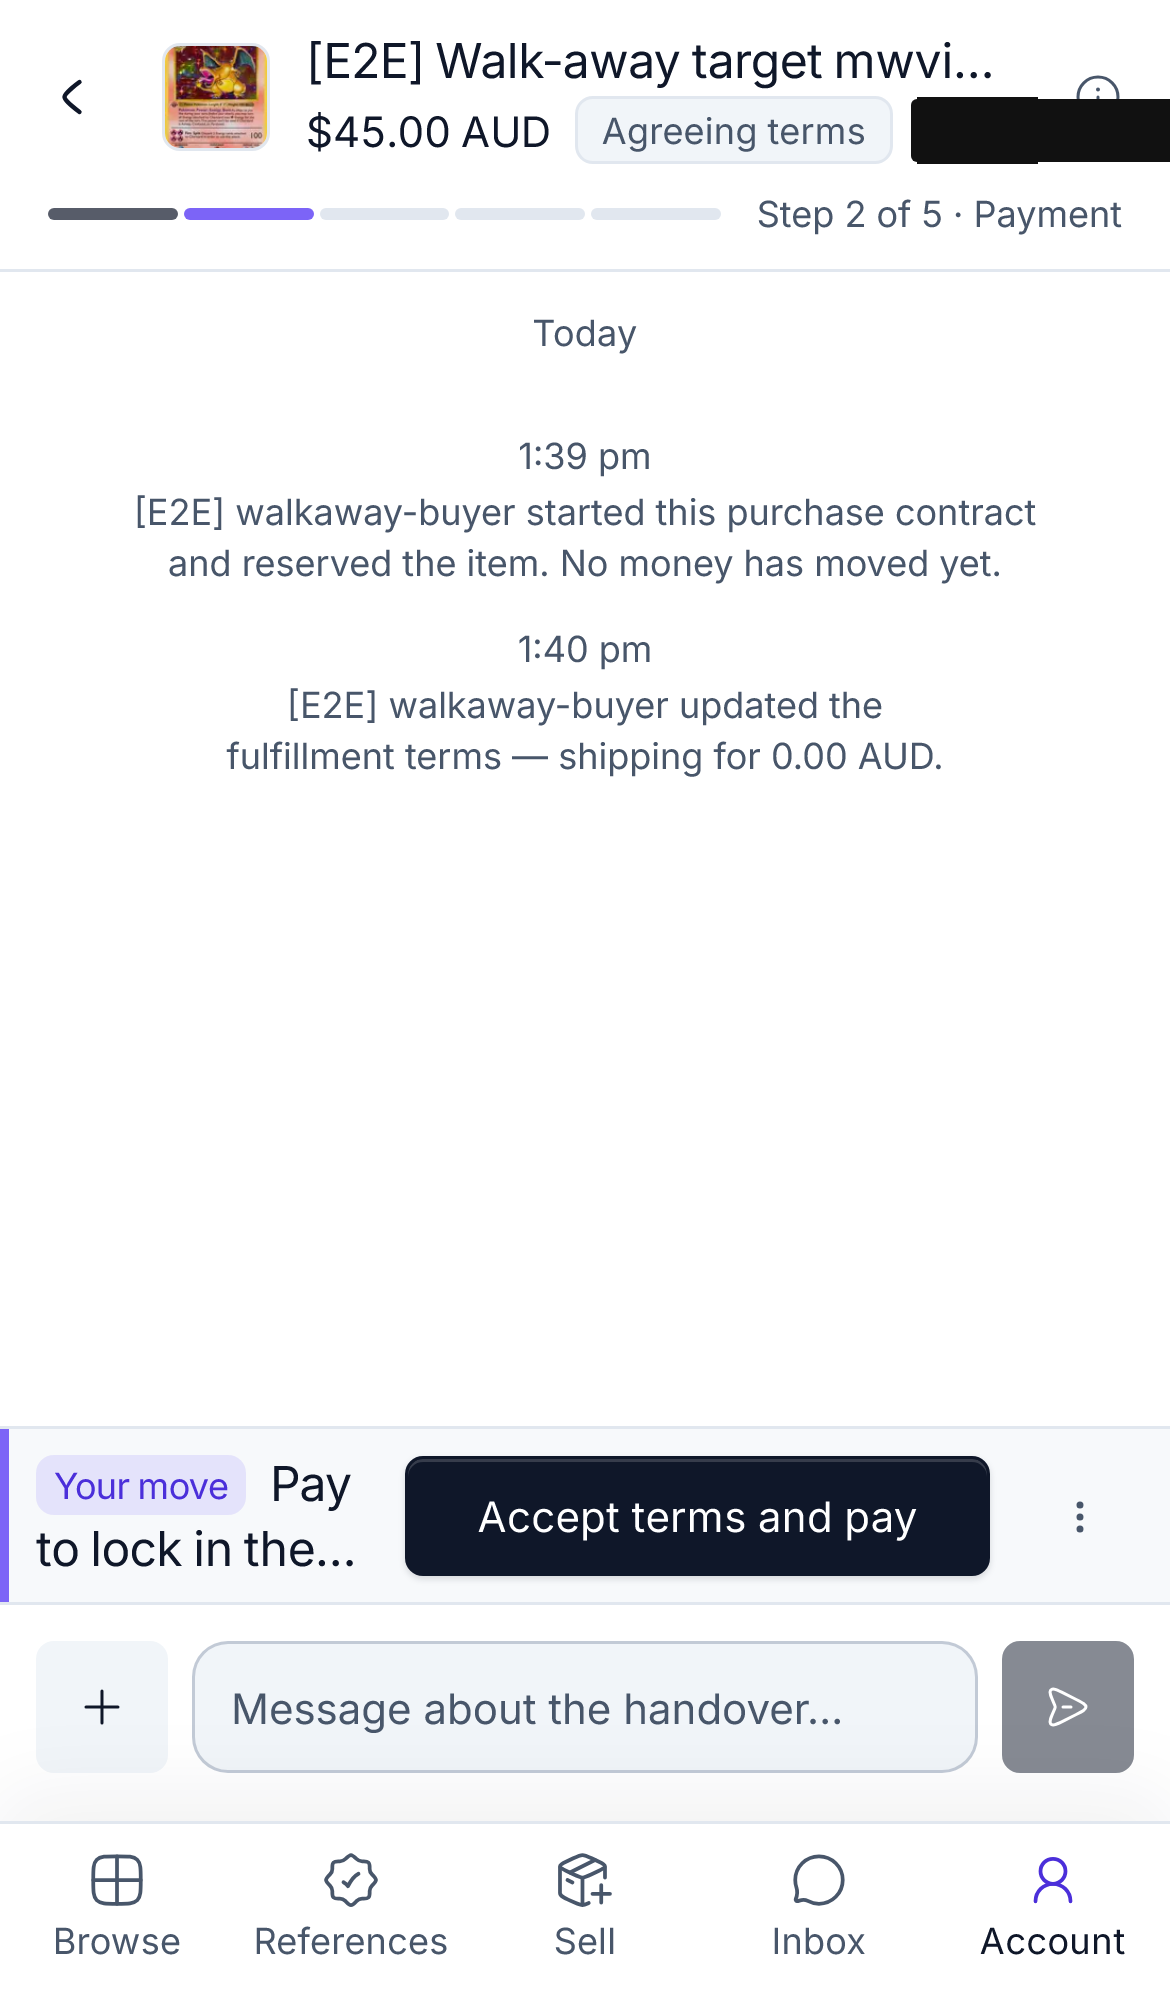 [E2E] Walk-away target mwvi...
$45.00 AUD
Agreeing terms
Step 2 of 5 · Payment
Today
1:39 pm
[E2E] walkaway-buyer started this purchase contract
and reserved the item. No money has moved yet.
1:40 pm
[E2E] walkaway-buyer updated the
fulfillment terms — shipping for 0.00 AUD.
Your move Pay
to lock in the...
Accept terms and pay
Message about the handover...
Browse
References
Sell
Inbox
Account